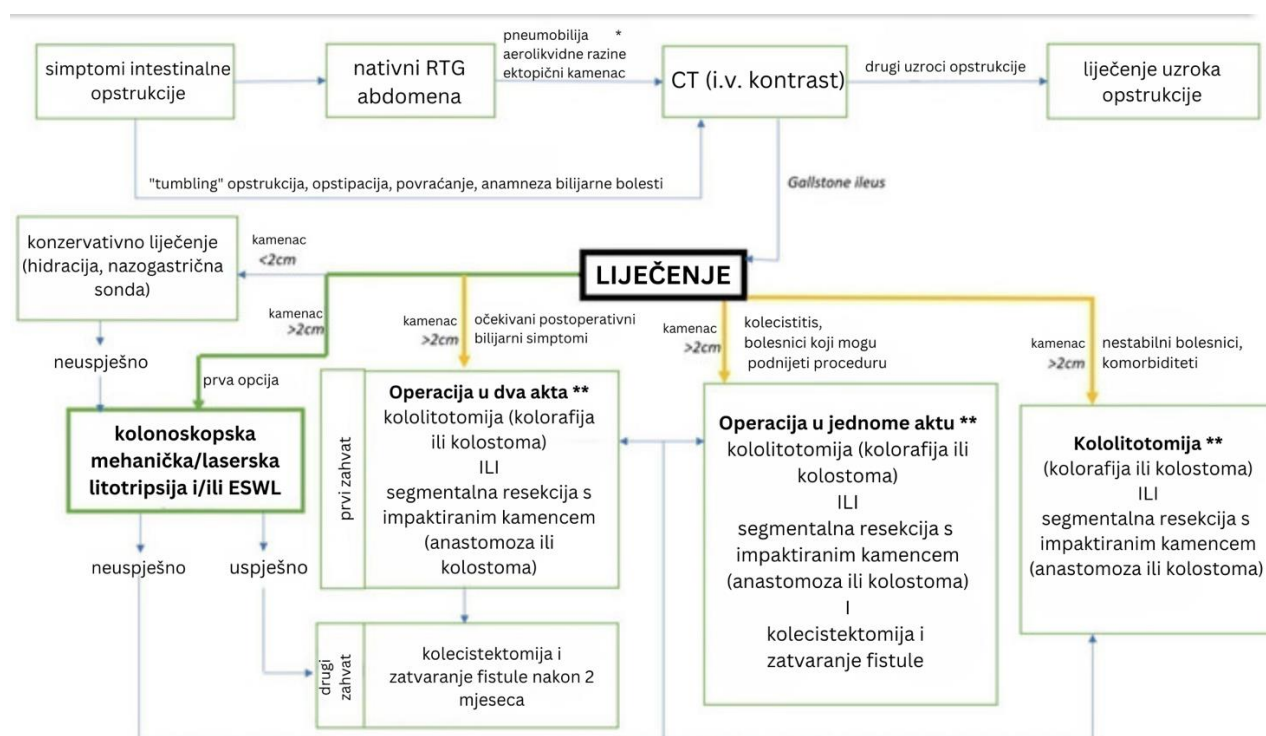 simptomi intestinalne
opstrukcije
nativni RTG
abdomena
pneumobilija *
aerolikvidne razine
ektopični kamenac
CT (i.v. kontrast)
drugi uzroci opstrukcije
liječenje uzroka
opstrukcije
"tumbling" opstrukcija, opstipacija, povraćanje, anamneza bilijarne bolesti
Gallstone ileus
konzervativno liječenje
(hidracija, nazogastrična
sonda)
kamenac
<2cm
LIJEČENJE
kamenac
>2cm
kamenac
>2cm
očekivani postoperativni
bilijarni simptomi
kamenac
>2cm
kolecistitis,
bolesnici koji mogu
podnijeti proceduru
kamenac
>2cm
nestabilni bolesnici,
komorbiditeti
neuspješno
prva opcija
kolonoskopska
mehanička/laserska
litotripsija i/ili ESWL
neuspješno
uspješno
prvi zahvat
Operacija u dva akta **
kololitotomija (kolorafija
ili kolostoma)
ILI
segmentalna resekcija s
impaktiranim kamencem
(anastomoza ili
kolostoma)
drugi
zahvat
kolecistektomija i
zatvaranje fistule nakon 2
mjeseca
Operacija u jednome aktu **
kololitotomija (kolorafija ili
kolostoma)
ILI
segmentalna resekcija s
impaktiranim kamencem
(anastomoza ili kolostoma)
I
kolecistektomija i
zatvaranje fistule
Kololitotomija **
(kolorafija ili kolostoma)
ILI
segmentalna resekcija s
impaktiranim kamencem
(anastomoza ili kolostoma)